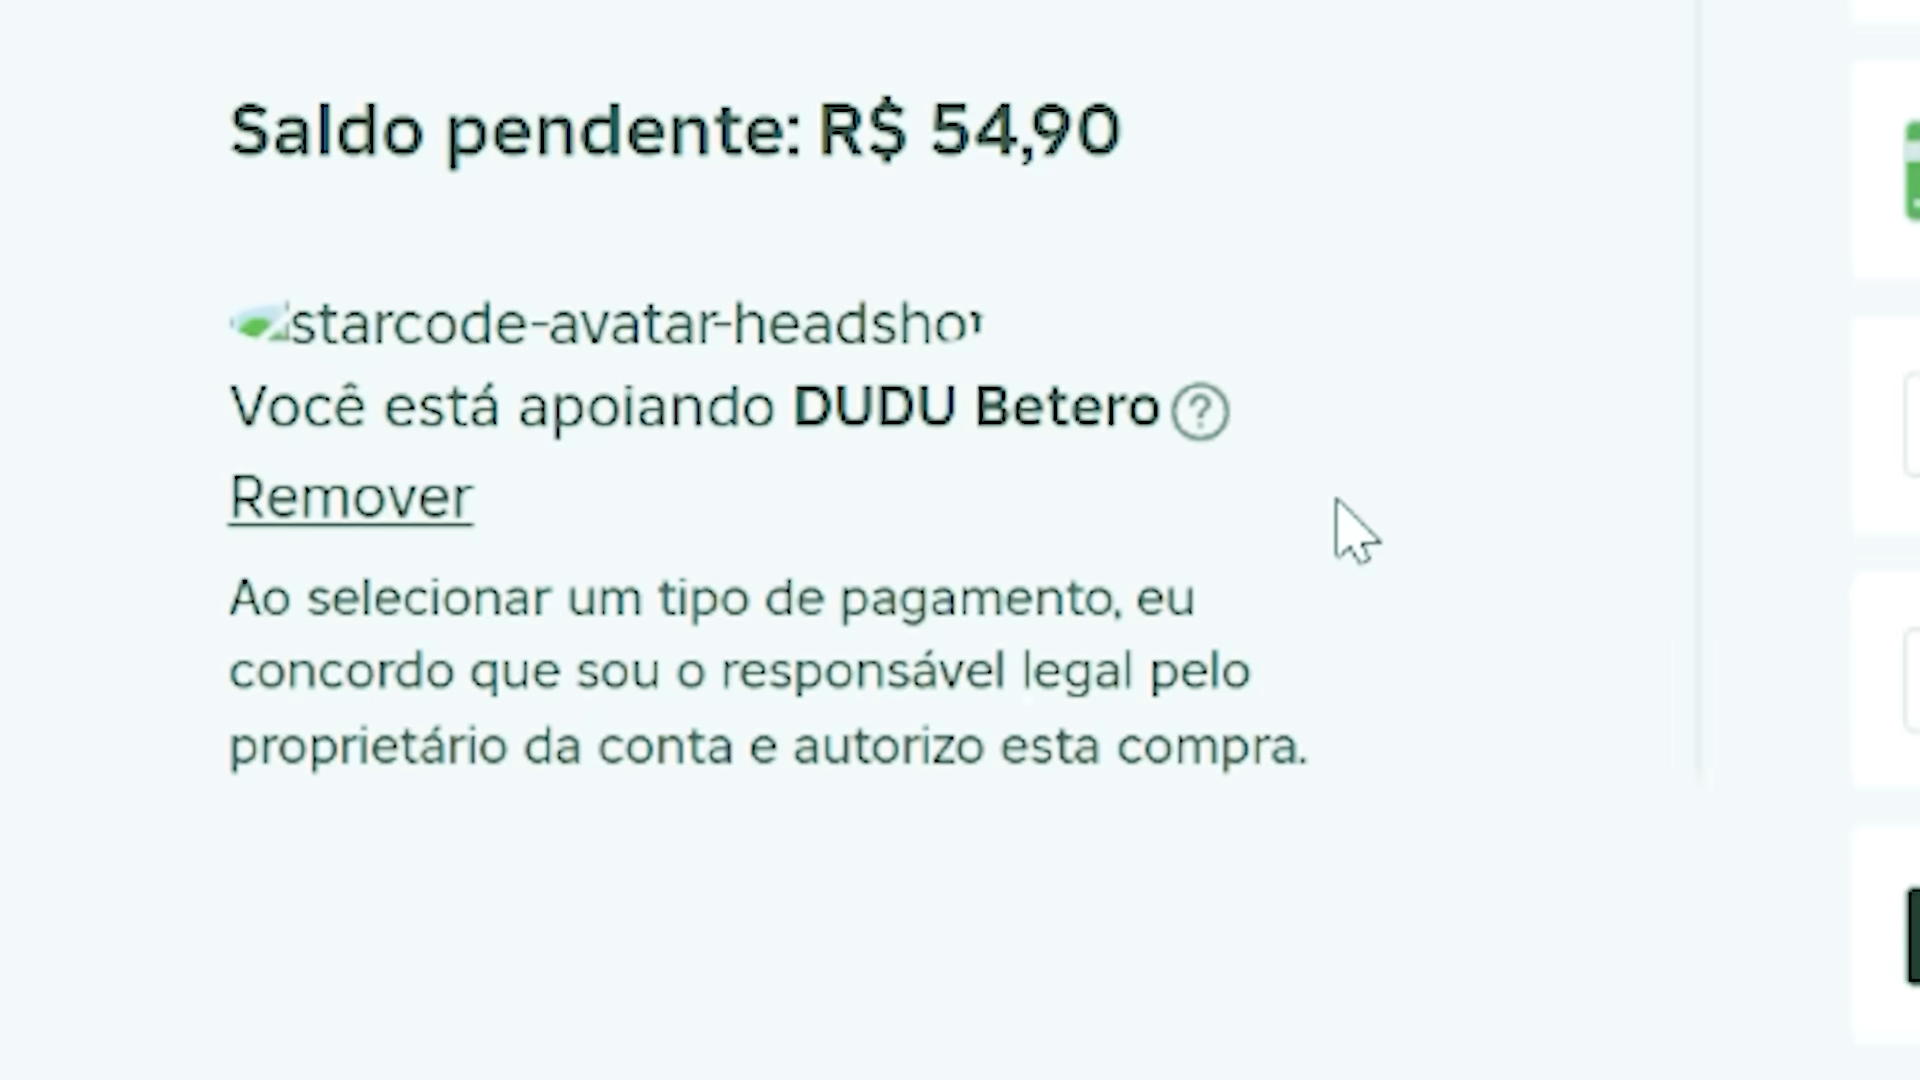 Saldo pendente: R$ 54,90
starcode-avatar-headshot
Você está apoiando DUDU Betero ?
Remover
Ao selecionar um tipo de pagamento, eu
concordo que sou o responsável legal pelo
proprietário da conta e autorizo esta compra.